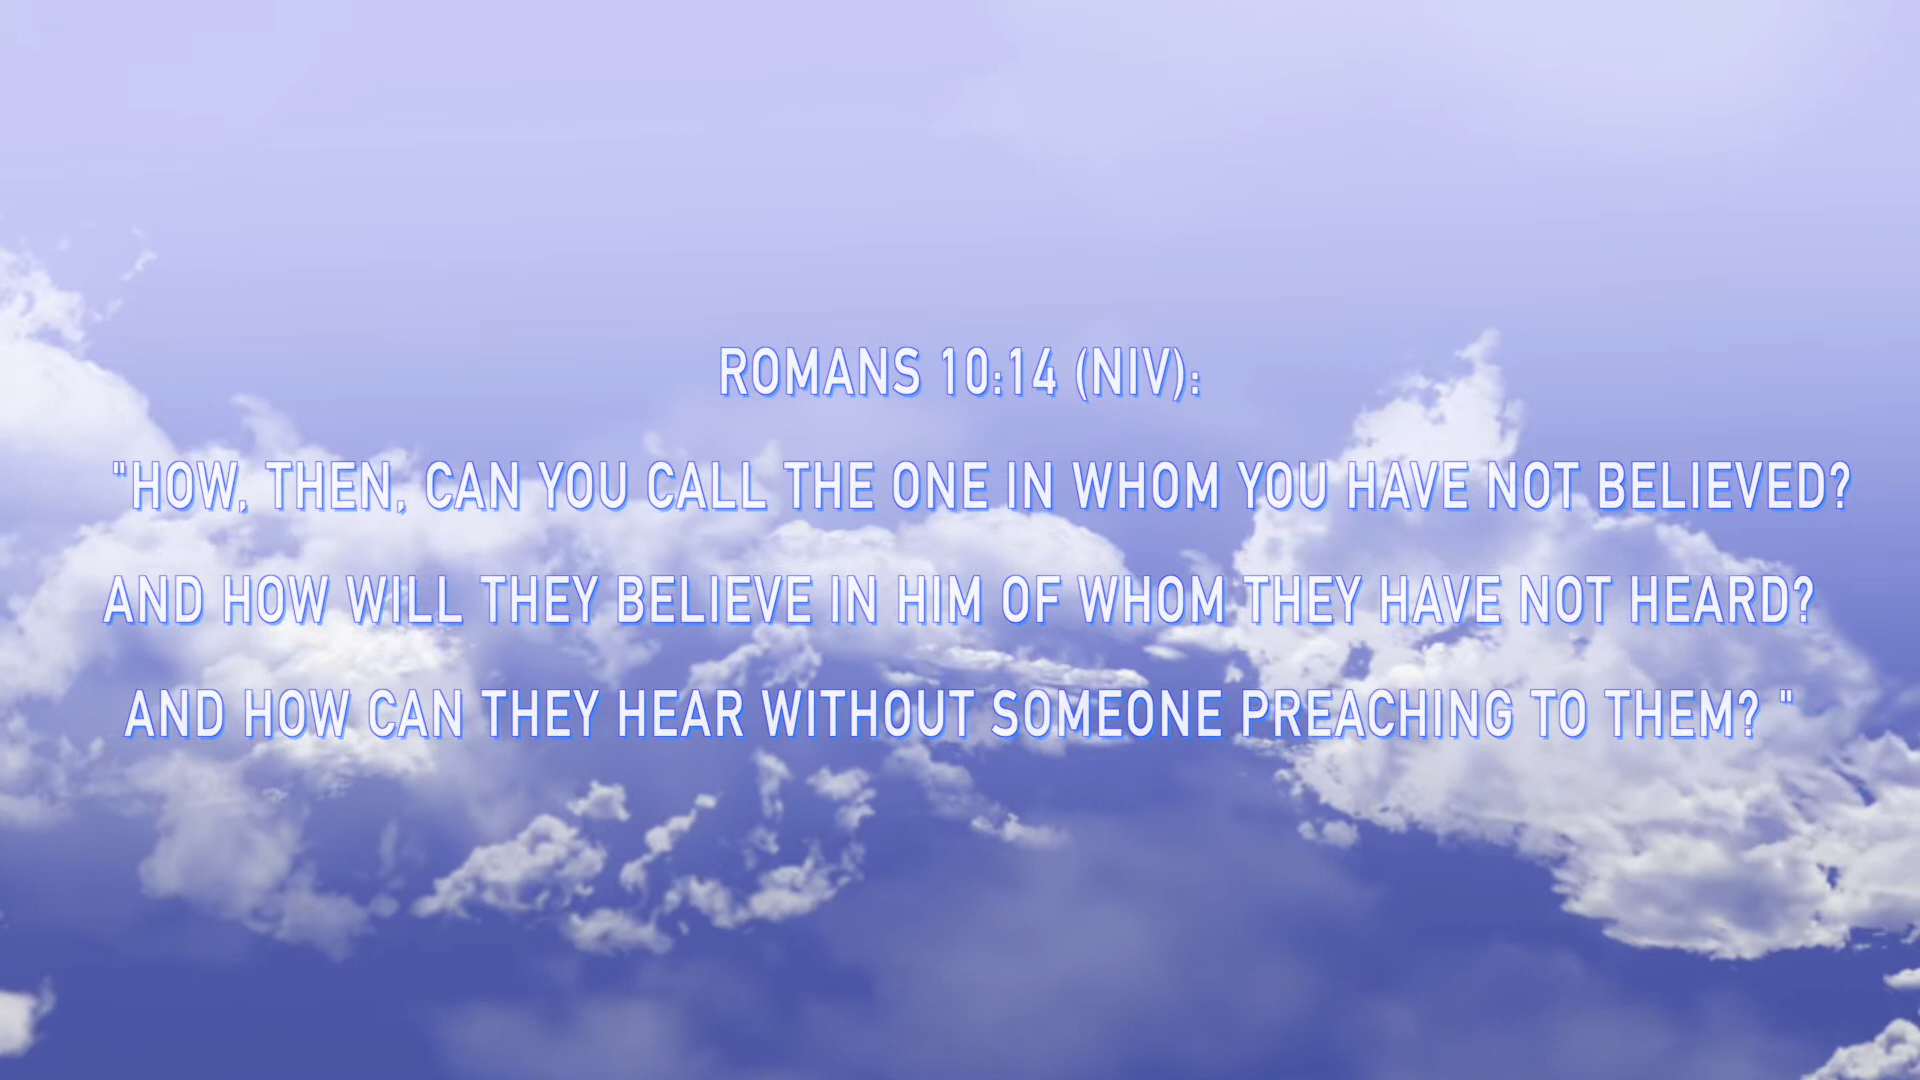 ROMANS 10:14 (NIV):
"HOW, THEN, CAN YOU CALL THE ONE IN WHOM YOU HAVE NOT BELIEVED?
AND HOW WILL THEY BELIEVE IN HIM OF WHOM THEY HAVE NOT HEARD?
AND HOW CAN THEY HEAR WITHOUT SOMEONE PREACHING TO THEM? "